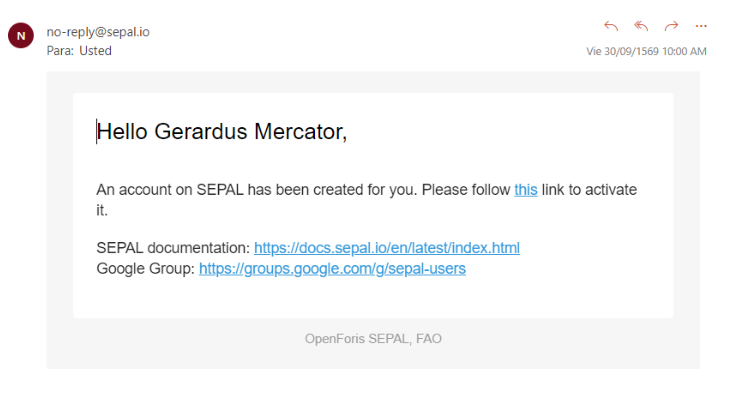 N
no-reply@sepal.io
Para: Usted
Vie 30/09/1569 10:00 AM
Hello Gerardus Mercator,
An account on SEPAL has been created for you. Please follow this link to activate
it.
SEPAL documentation: https://docs.sepal.io/en/latest/index.html
Google Group: https://groups.google.com/g/sepal-users
OpenForis SEPAL, FAO